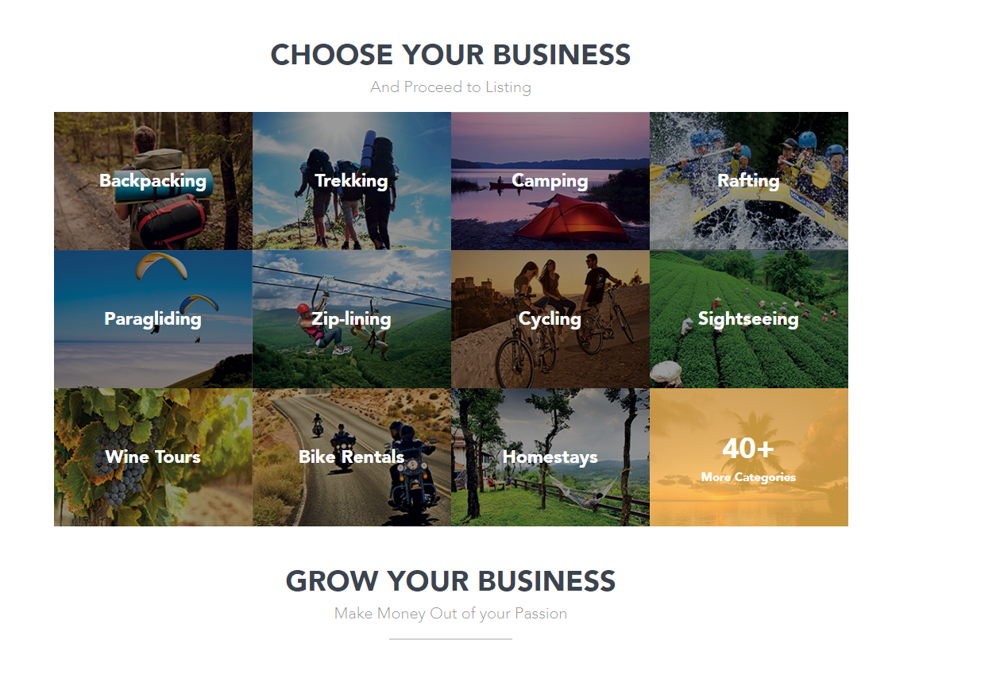 CHOOSE YOUR BUSINESS
And Proceed to Listing
Backpacking
Trekking
Camping
Rafting
Paragliding
Zip-lining
Cycling
Sightseeing
Wine Tours
Bike Rentals
Homestays
40+
More Categories
GROW YOUR BUSINESS
Make Money Out of your Passion